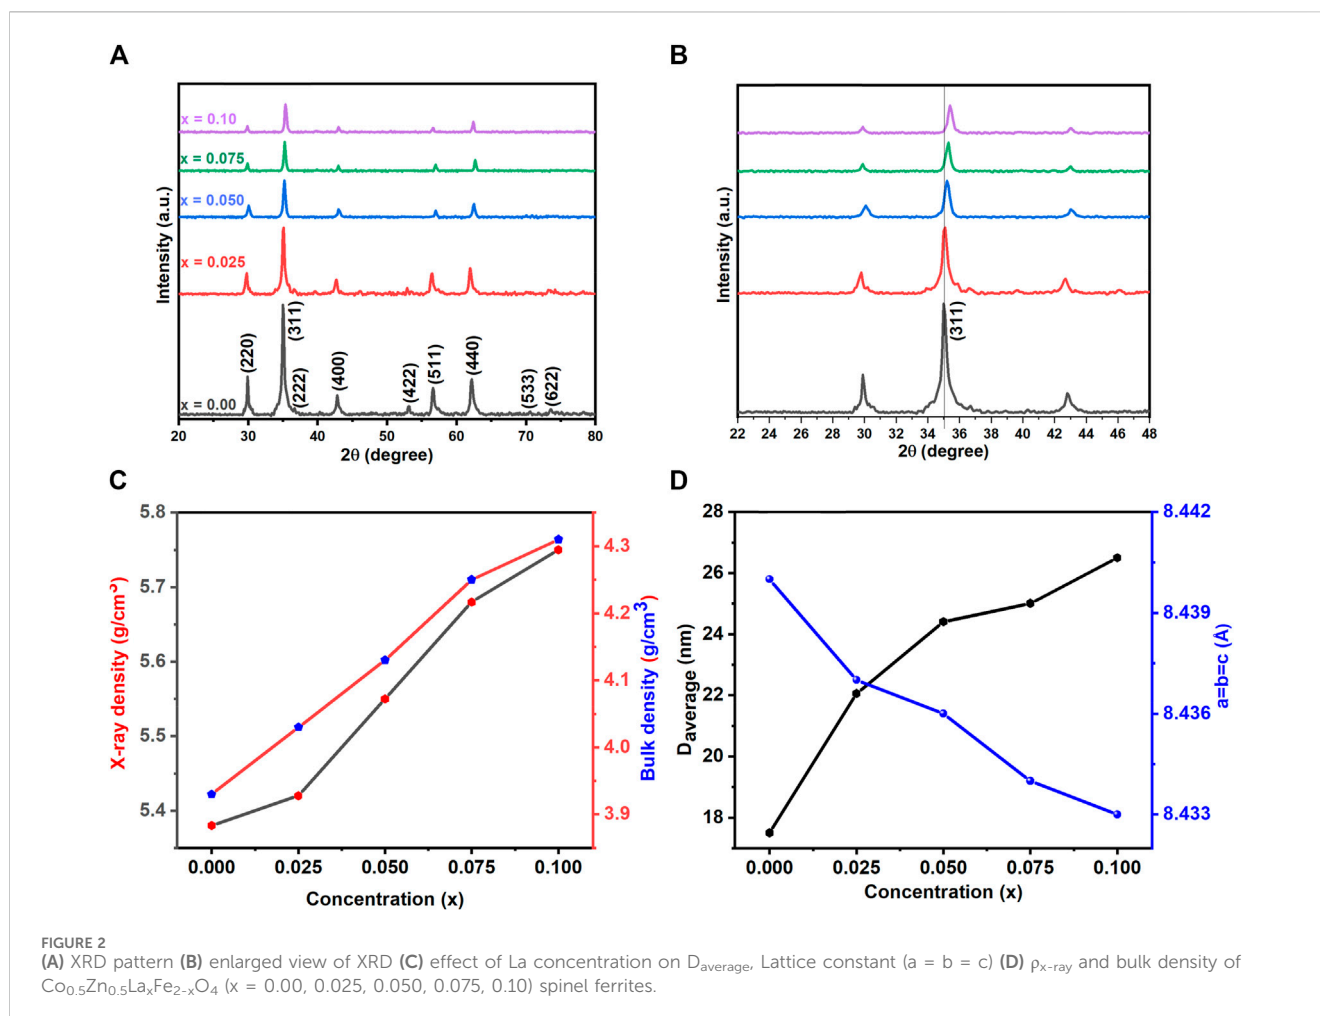 A
x = 0.10
x = 0.075
x = 0.050
x = 0.025
x = 0.00
(220)
(311)
(222)
(400)
(422)
(511)
(440)
(533)
(622)
Intensity (a.u.)
20 30 40 50 60 70 80
2θ (degree)
B
(311)
Intensity (a.u.)
22 24 26 28 30 32 34 36 38 40 42 44 46 48
2θ (degree)
C
5.8
5.7
5.6
5.5
5.4
X-ray density (g/cm³)
4.3
4.2
4.1
4.0
3.9
Bulk density (g/cm³)
0.000 0.025 0.050 0.075 0.100
Concentration (x)
D
28
26
24
22
20
18
Daverage (nm)
8.442
8.439
8.436
8.433
a=b=c (Å)
0.000 0.025 0.050 0.075 0.100
Concentration (x)
FIGURE 2
(A) XRD pattern (B) enlarged view of XRD (C) effect of La concentration on Daverage, Lattice constant (a = b = c) (D) ρx-ray and bulk density of
Co0.5Zn0.5LaxFe2-xO4 (x = 0.00, 0.025, 0.050, 0.075, 0.10) spinel ferrites.